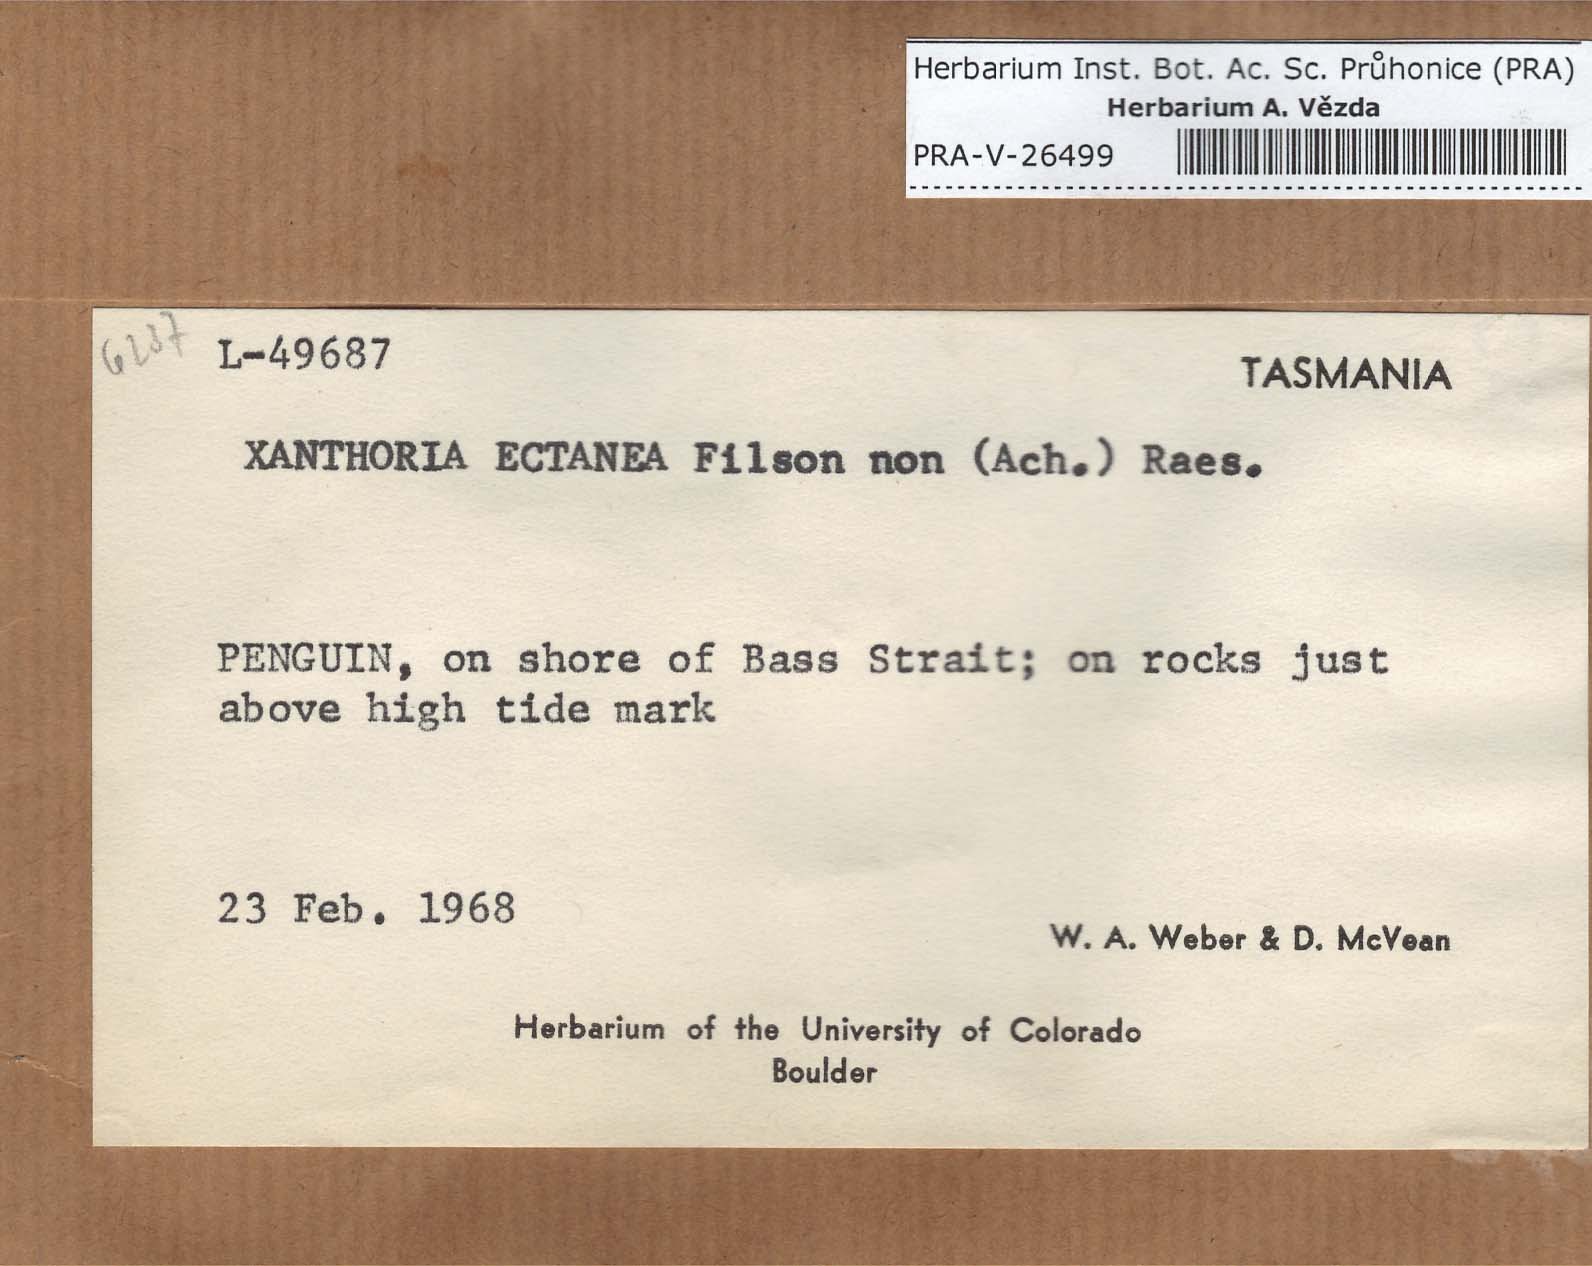 Herbarium Inst. Bot. Ac. Sc. Průhonice (PRA)
Herbarium A. Vězda
PRA-V-26499
6237
L-49687
TASMANIA
XANTHORIA ECTANEA Filson non (Ach.) Raes.
PENGUIN, on shore of Bass Strait; on rocks just
above high tide mark
23 Feb. 1968
W. A. Weber & D. McVean
Herbarium of the University of Colorado
Boulder